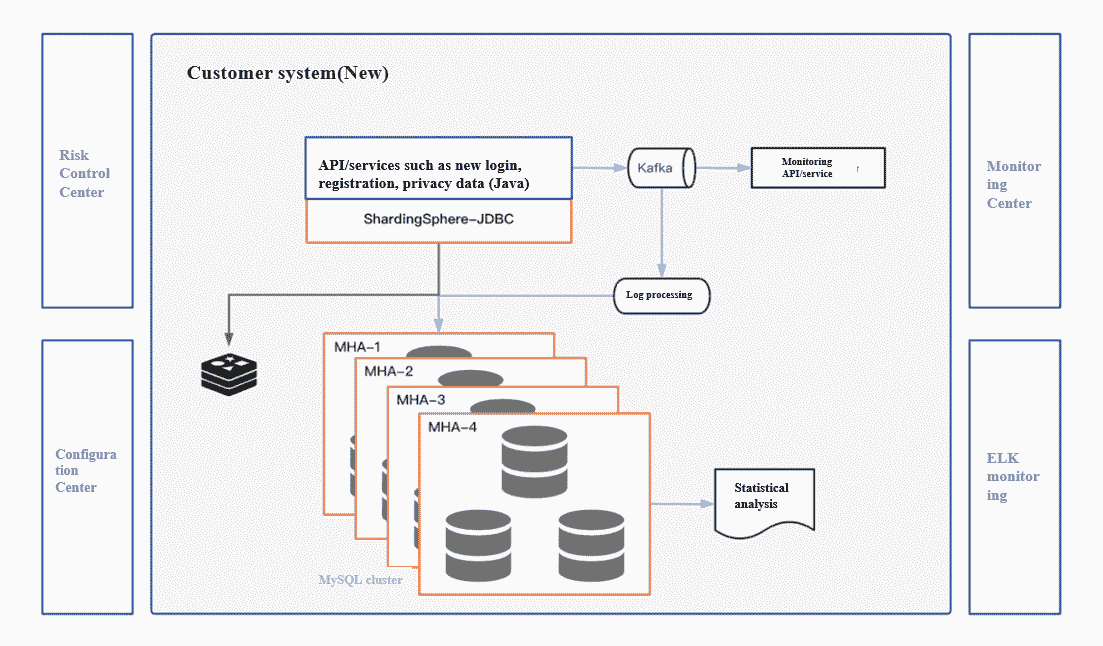 Customer system(New)
Risk
Control
Center
API/services such as new login,
registration, privacy data (Java)
ShardingSphere-JDBC
Kafka
Monitoring
API/service
Monitor
ing
Center
Log processing
MHA-1
MHA-2
MHA-3
MHA-4
Configura
tion
Center
Statistical
analysis
ELK
monitor
ing
MySQL cluster